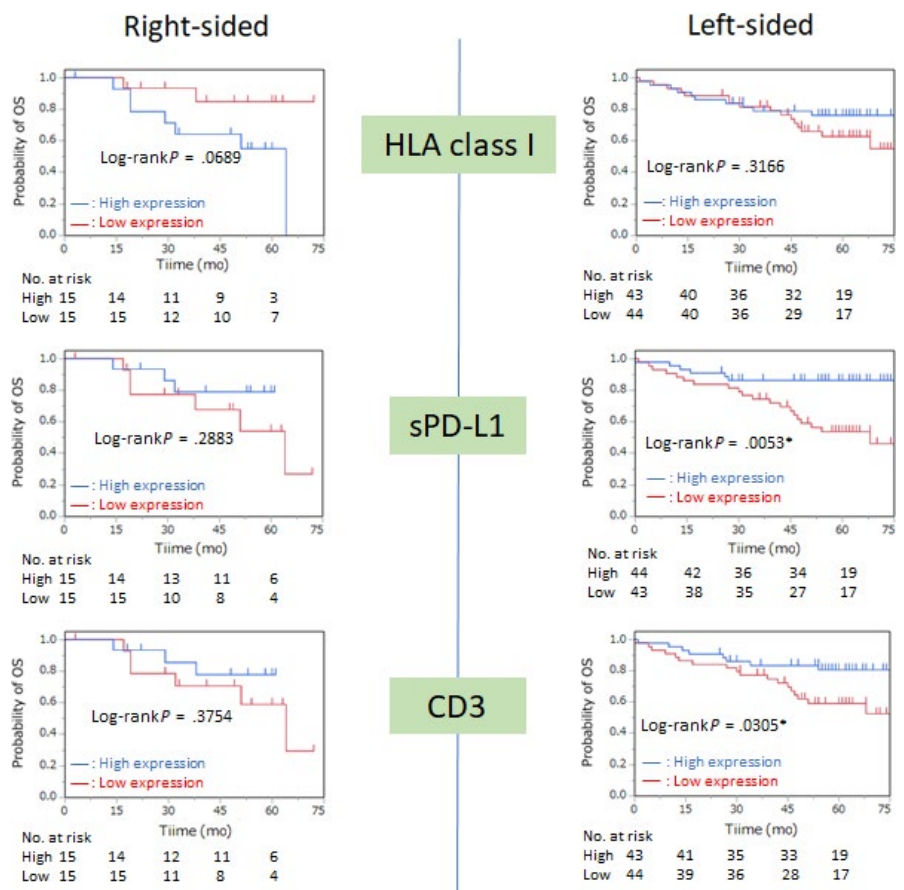 Right-sided
Left-sided
HLA class I
Probability of OS
1.0
0.8
0.6
0.4
0.2
0.0
Log-rank P = .0689
— : High expression
— : Low expression
0 15 30 45 60 75
Tiime (mo)
No. at risk
High 15 14 11 9 3
Low 15 15 12 10 7
Probability of OS
1.0
0.8
0.6
0.4
0.2
0.0
Log-rank P = .3166
— : High expression
— : Low expression
0 15 30 45 60 75
Tiime (mo)
No. at risk
High 43 40 36 32 19
Low 44 40 36 29 17
sPD-L1
Probability of OS
1.0
0.8
0.6
0.4
0.2
0.0
Log-rank P = .2883
— : High expression
— : Low expression
0 15 30 45 60 75
Tiime (mo)
No. at risk
High 15 14 13 11 6
Low 15 15 10 8 4
Probability of OS
1.0
0.8
0.6
0.4
0.2
0.0
Log-rank P = .0053*
— : High expression
— : Low expression
0 15 30 45 60 75
Tiime (mo)
No. at risk
High 44 42 36 34 19
Low 43 38 35 27 17
CD3
Probability of OS
1.0
0.8
0.6
0.4
0.2
0.0
Log-rank P = .3754
— : High expression
— : Low expression
0 15 30 45 60 75
Tiime (mo)
No. at risk
High 15 14 12 11 6
Low 15 15 11 8 4
Probability of OS
1.0
0.8
0.6
0.4
0.2
0.0
Log-rank P = .0305*
— : High expression
— : Low expression
0 15 30 45 60 75
Tiime (mo)
No. at risk
High 43 41 35 33 19
Low 44 39 36 28 17